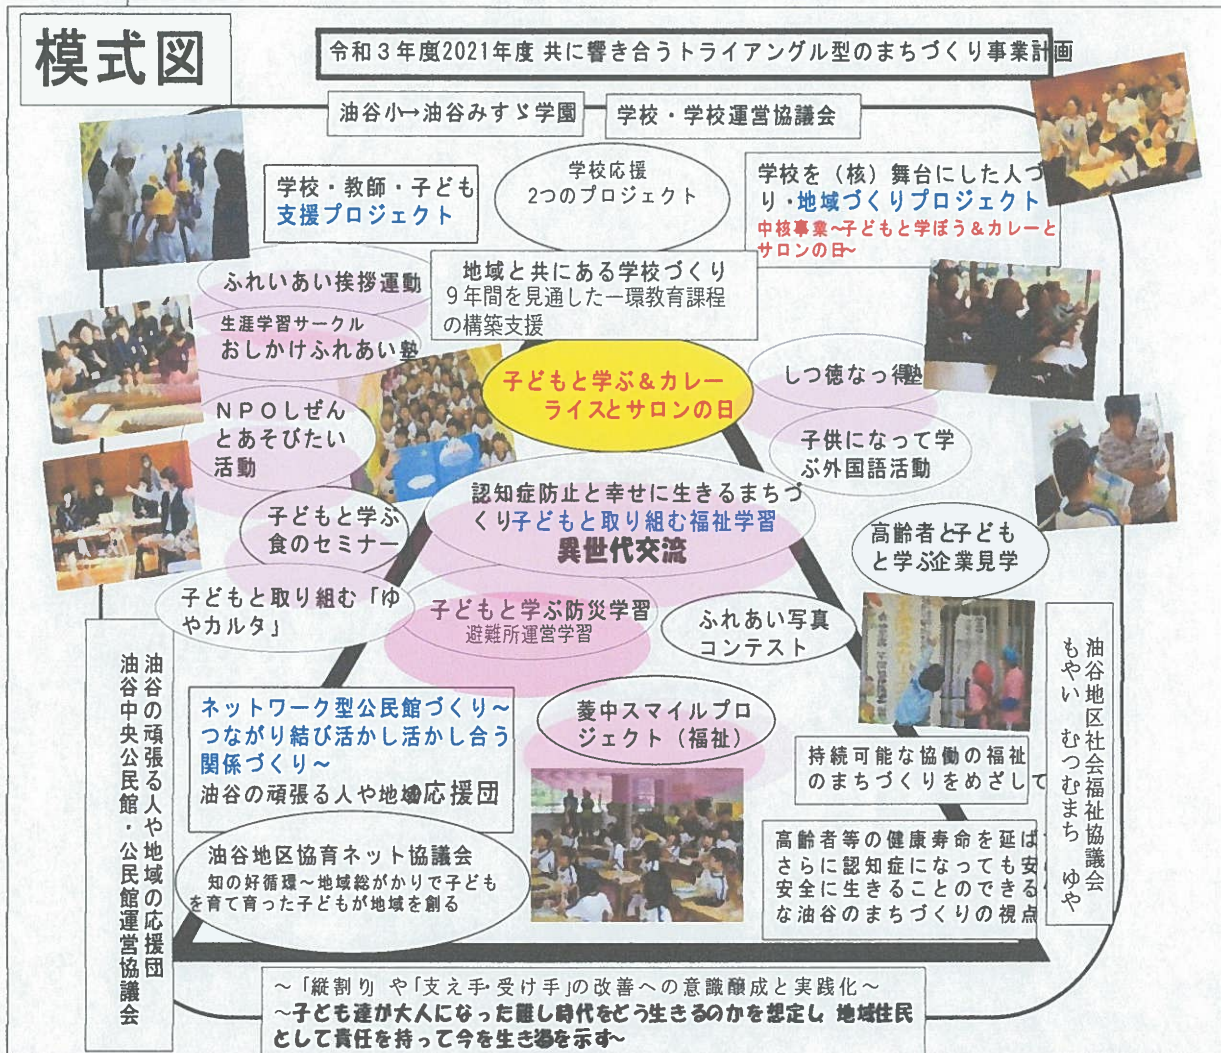 模式図
令和３年度2021年度 共に響き合うトライアングル型のまちづくり事業計画
油谷小→油谷みすゞ学園
学校・学校運営協議会
学校・教師・子ども
支援プロジェクト
学校応援
2つのプロジェクト
学校を（核）舞台にした人づ
り・地域づくりプロジェクト
中核事業～子どもと学ぼう＆カレーと
サロンの日～
地域と共にある学校づくり
９年間を見通した一環教育課程
の構築支援
ふれいあい挨拶運動
生涯学習サークル
おしかけふれあい塾
子どもと学ぶ＆カレー
ライスとサロンの日
しつ徳なっ得塾
ＮＰＯしぜん
とあそびたい
活動
子供になって学
ぶ外国語活動
認知症防止と幸せに生きるまちづ
くり子どもと取り組む福祉学習
異世代交流
子どもと学ぶ
食のセミナー
高齢者と子ども
と学ぶ企業見学
子どもと取り組む「ゆ
やカルタ」
子どもと学ぶ防災学習
避難所運営学習
ふれあい写真
コンテスト
油谷の頑張る人や地域の応援団
油谷中央公民館・公民館運営協議会
油谷地区社会福祉協議会
もやい　むつむまち　ゆや
ネットワーク型公民館づくり～
つながり結び活かし活かし合う
関係づくり～
油谷の頑張る人や地域の応援団
菱中スマイルプロ
ジェクト（福祉）
持続可能な協働の福祉
のまちづくりをめざして
油谷地区協育ネット協議会
知の好循環～地域総がかりで子ども
を育て育った子どもが地域を創る
高齢者等の健康寿命を延ば
さらに認知症になっても安
安全に生きることのできる
な油谷のまちづくりの視点
～「縦割り」や「支え手・受け手」の改善への意識醸成と実践化～
～子ども達が大人になった難し時代をどう生きるのかを想定し 地域住民
として責任を持って今を生き姿を示す～